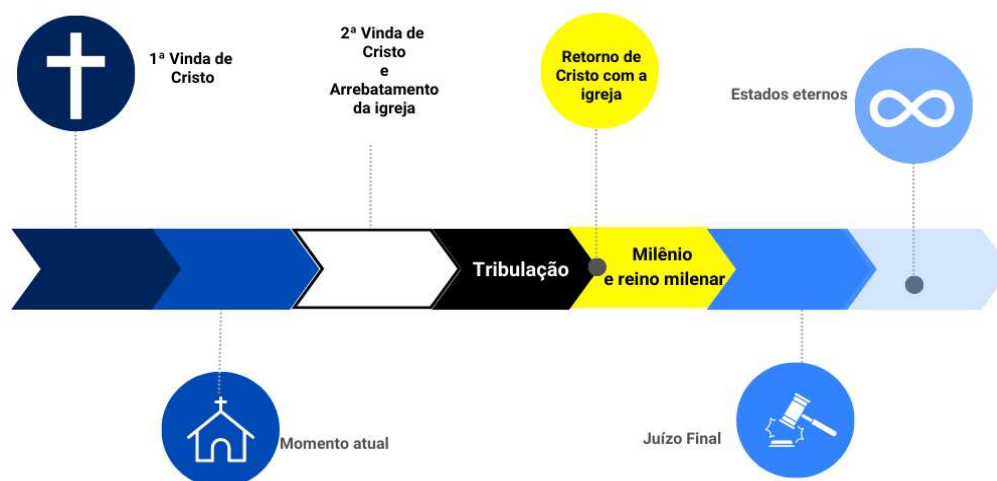 1ª Vinda de
Cristo
2ª Vinda de
Cristo
e
Arrebatamento
da igreja
Retorno de
Cristo com a
igreja
Estados eternos
Tribulação
Milênio
e reino milenar
Momento atual
Juízo Final